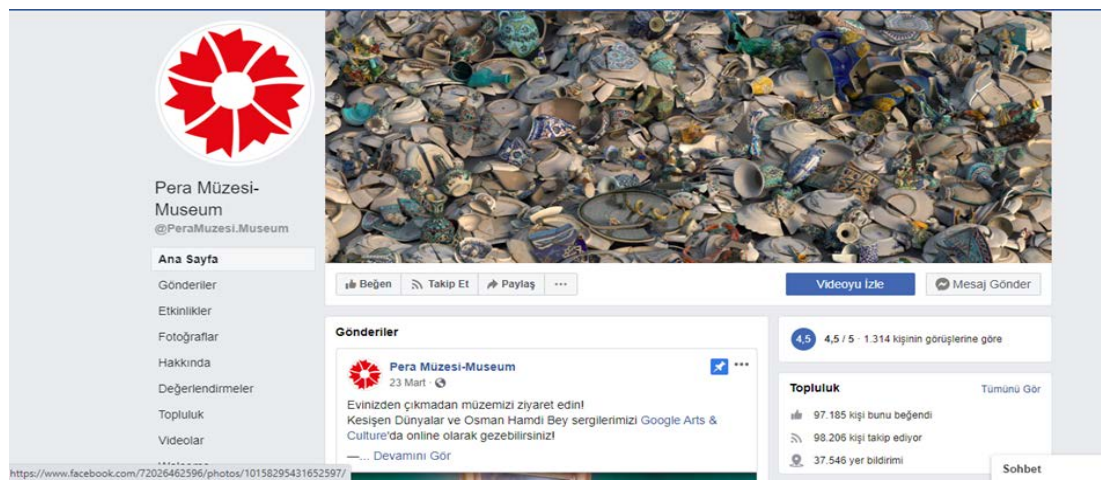 Pera Müzesi-
Museum
@PeraMuzesi.Museum
Ana Sayfa
Gönderiler
Etkinlikler
Fotoğraflar
Hakkında
Değerlendirmeler
Topluluk
Videolar
https://www.facebook.com/72026462596/photos/10158295431652597/
Beğen Takip Et Paylaş ...
Videoyu İzle Mesaj Gönder
Gönderiler
Pera Müzesi-Museum
23 Mart ·
Evinizden çıkmadan müzemizi ziyaret edin!
Kesişen Dünyalar ve Osman Hamdi Bey sergilerimizi Google Arts &
Culture'da online olarak gezebilirsiniz!
—... Devamını Gör
4,5 4,5 / 5 · 1.314 kişinin görüşlerine göre
Topluluk Tümünü Gör
97.185 kişi bunu beğendi
98.206 kişi takip ediyor
37.546 yer bildirimi
Sohbet